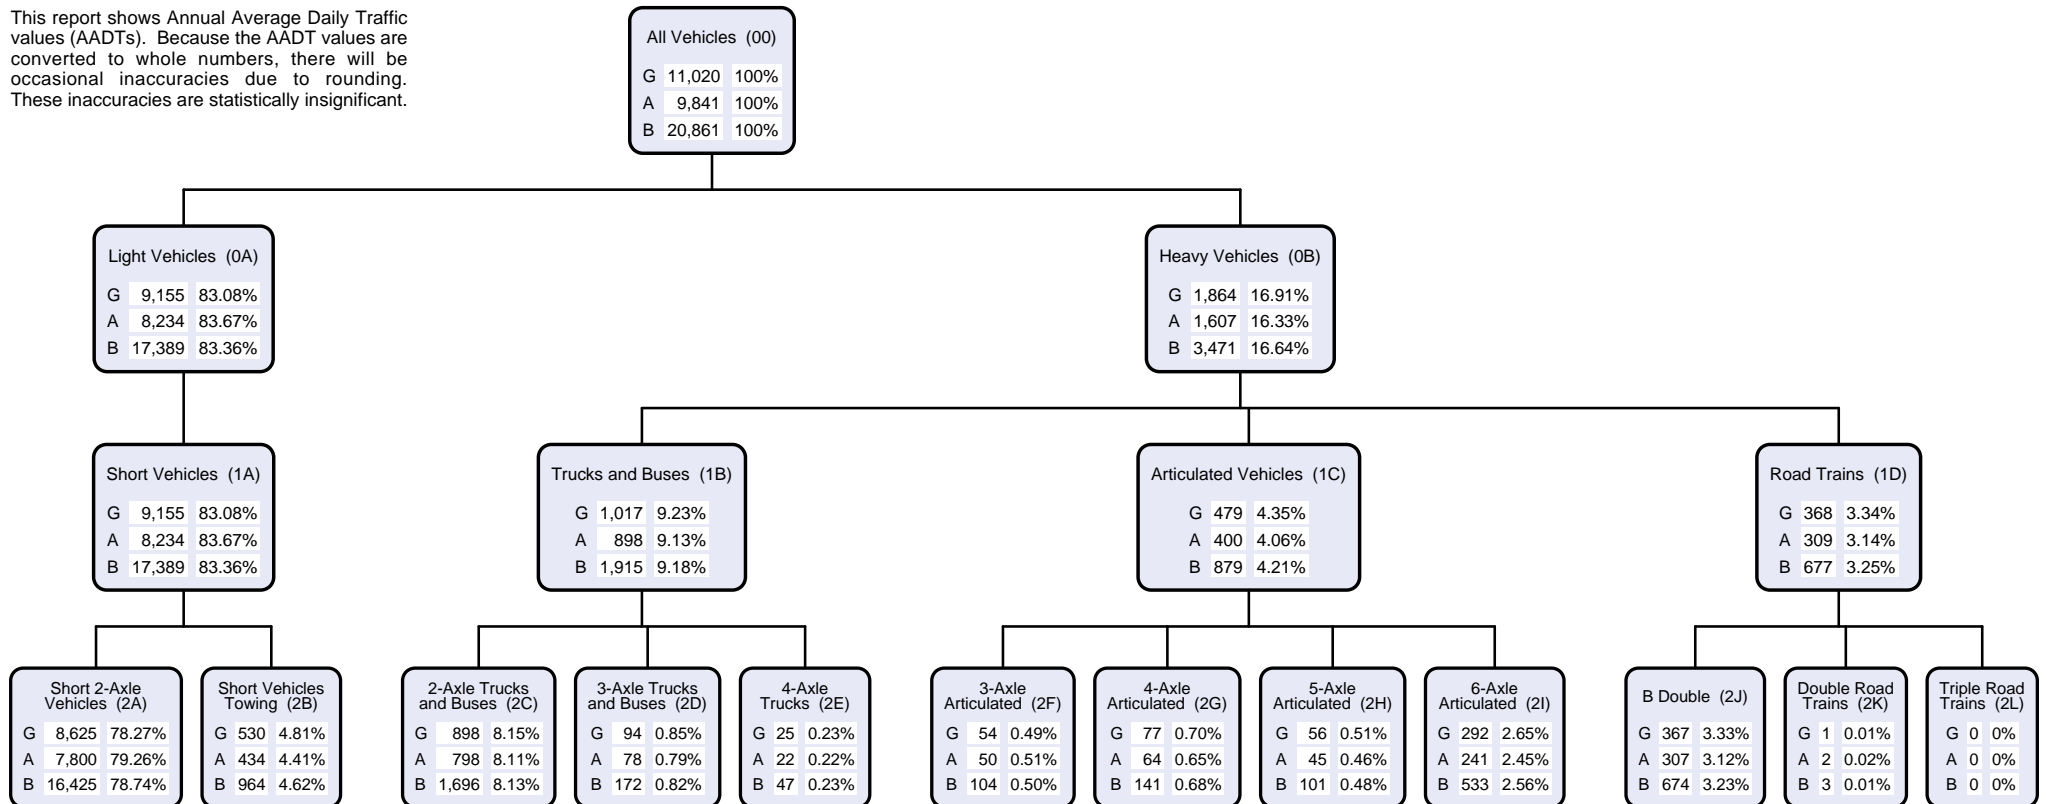 This report shows Annual Average Daily Traffic
values (AADTs). Because the AADT values are
converted to whole numbers, there will be
occasional inaccuracies due to rounding.
These inaccuracies are statistically insignificant.
All Vehicles (00)
G 11,020 100%
A 9,841 100%
B 20,861 100%
Light Vehicles (0A)
G 9,155 83.08%
A 8,234 83.67%
B 17,389 83.36%
Heavy Vehicles (0B)
G 1,864 16.91%
A 1,607 16.33%
B 3,471 16.64%
Short Vehicles (1A)
G 9,155 83.08%
A 8,234 83.67%
B 17,389 83.36%
Trucks and Buses (1B)
G 1,017 9.23%
A 898 9.13%
B 1,915 9.18%
Articulated Vehicles (1C)
G 479 4.35%
A 400 4.06%
B 879 4.21%
Road Trains (1D)
G 368 3.34%
A 309 3.14%
B 677 3.25%
Short 2-Axle
Vehicles (2A)
G 8,625 78.27%
A 7,800 79.26%
B 16,425 78.74%
Short Vehicles
Towing (2B)
G 530 4.81%
A 434 4.41%
B 964 4.62%
2-Axle Trucks
and Buses (2C)
G 898 8.15%
A 798 8.11%
B 1,696 8.13%
3-Axle Trucks
and Buses (2D)
G 94 0.85%
A 78 0.79%
B 172 0.82%
4-Axle
Trucks (2E)
G 25 0.23%
A 22 0.22%
B 47 0.23%
3-Axle
Articulated (2F)
G 54 0.49%
A 50 0.51%
B 104 0.50%
4-Axle
Articulated (2G)
G 77 0.70%
A 64 0.65%
B 141 0.68%
5-Axle
Articulated (2H)
G 56 0.51%
A 45 0.46%
B 101 0.48%
6-Axle
Articulated (2I)
G 292 2.65%
A 241 2.45%
B 533 2.56%
B Double (2J)
G 367 3.33%
A 307 3.12%
B 674 3.23%
Double Road
Trains (2K)
G 1 0.01%
A 2 0.02%
B 3 0.01%
Triple Road
Trains (2L)
G 0 0%
A 0 0%
B 0 0%